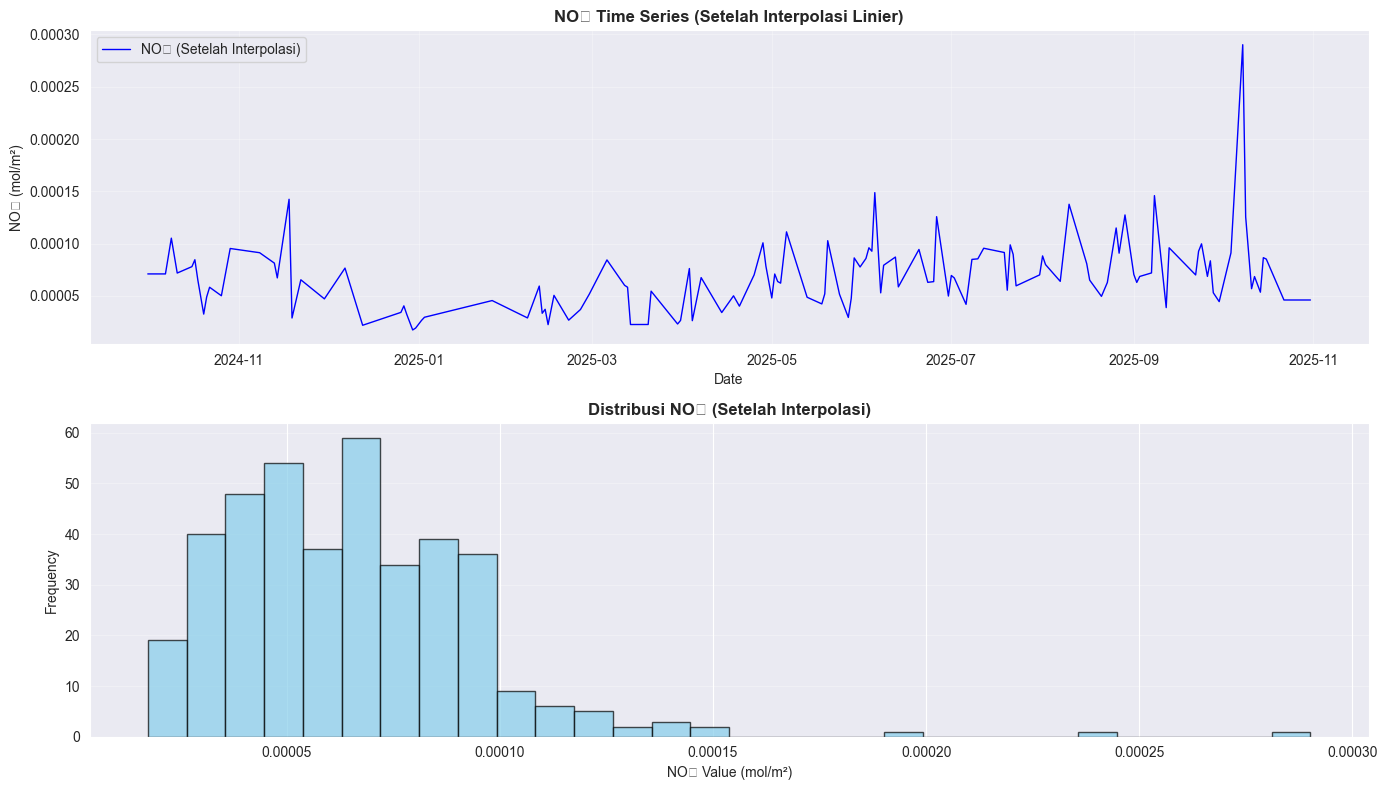 NO▯ Time Series (Setelah Interpolasi Linier)
NO▯ (Setelah Interpolasi)
NO▯ (mol/m²)
0.00030
0.00025
0.00020
0.00015
0.00010
0.00005
2024-11 2025-01 2025-03 2025-05 2025-07 2025-09 2025-11
Date
Distribusi NO▯ (Setelah Interpolasi)
Frequency
60
50
40
30
20
10
0
0.00005 0.00010 0.00015 0.00020 0.00025 0.00030
NO▯ Value (mol/m²)